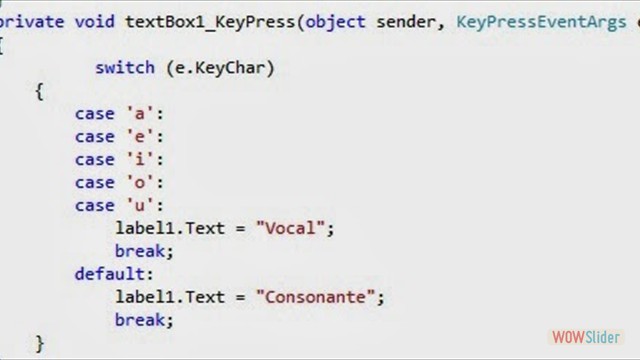 private void textBox1_KeyPress(object sender, KeyPressEventArgs
{
switch (e.KeyChar)
{
case 'a':
case 'e':
case 'i':
case 'o':
case 'u':
label1.Text = "Vocal";
break;
default:
label1.Text = "Consonante";
break;
}
WOWSlider